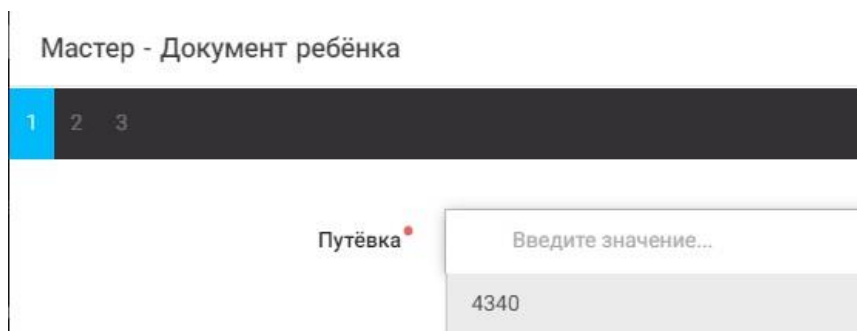 Мастер - Документ ребёнка
1 2 3
Путёвка
Введите значение...
4340